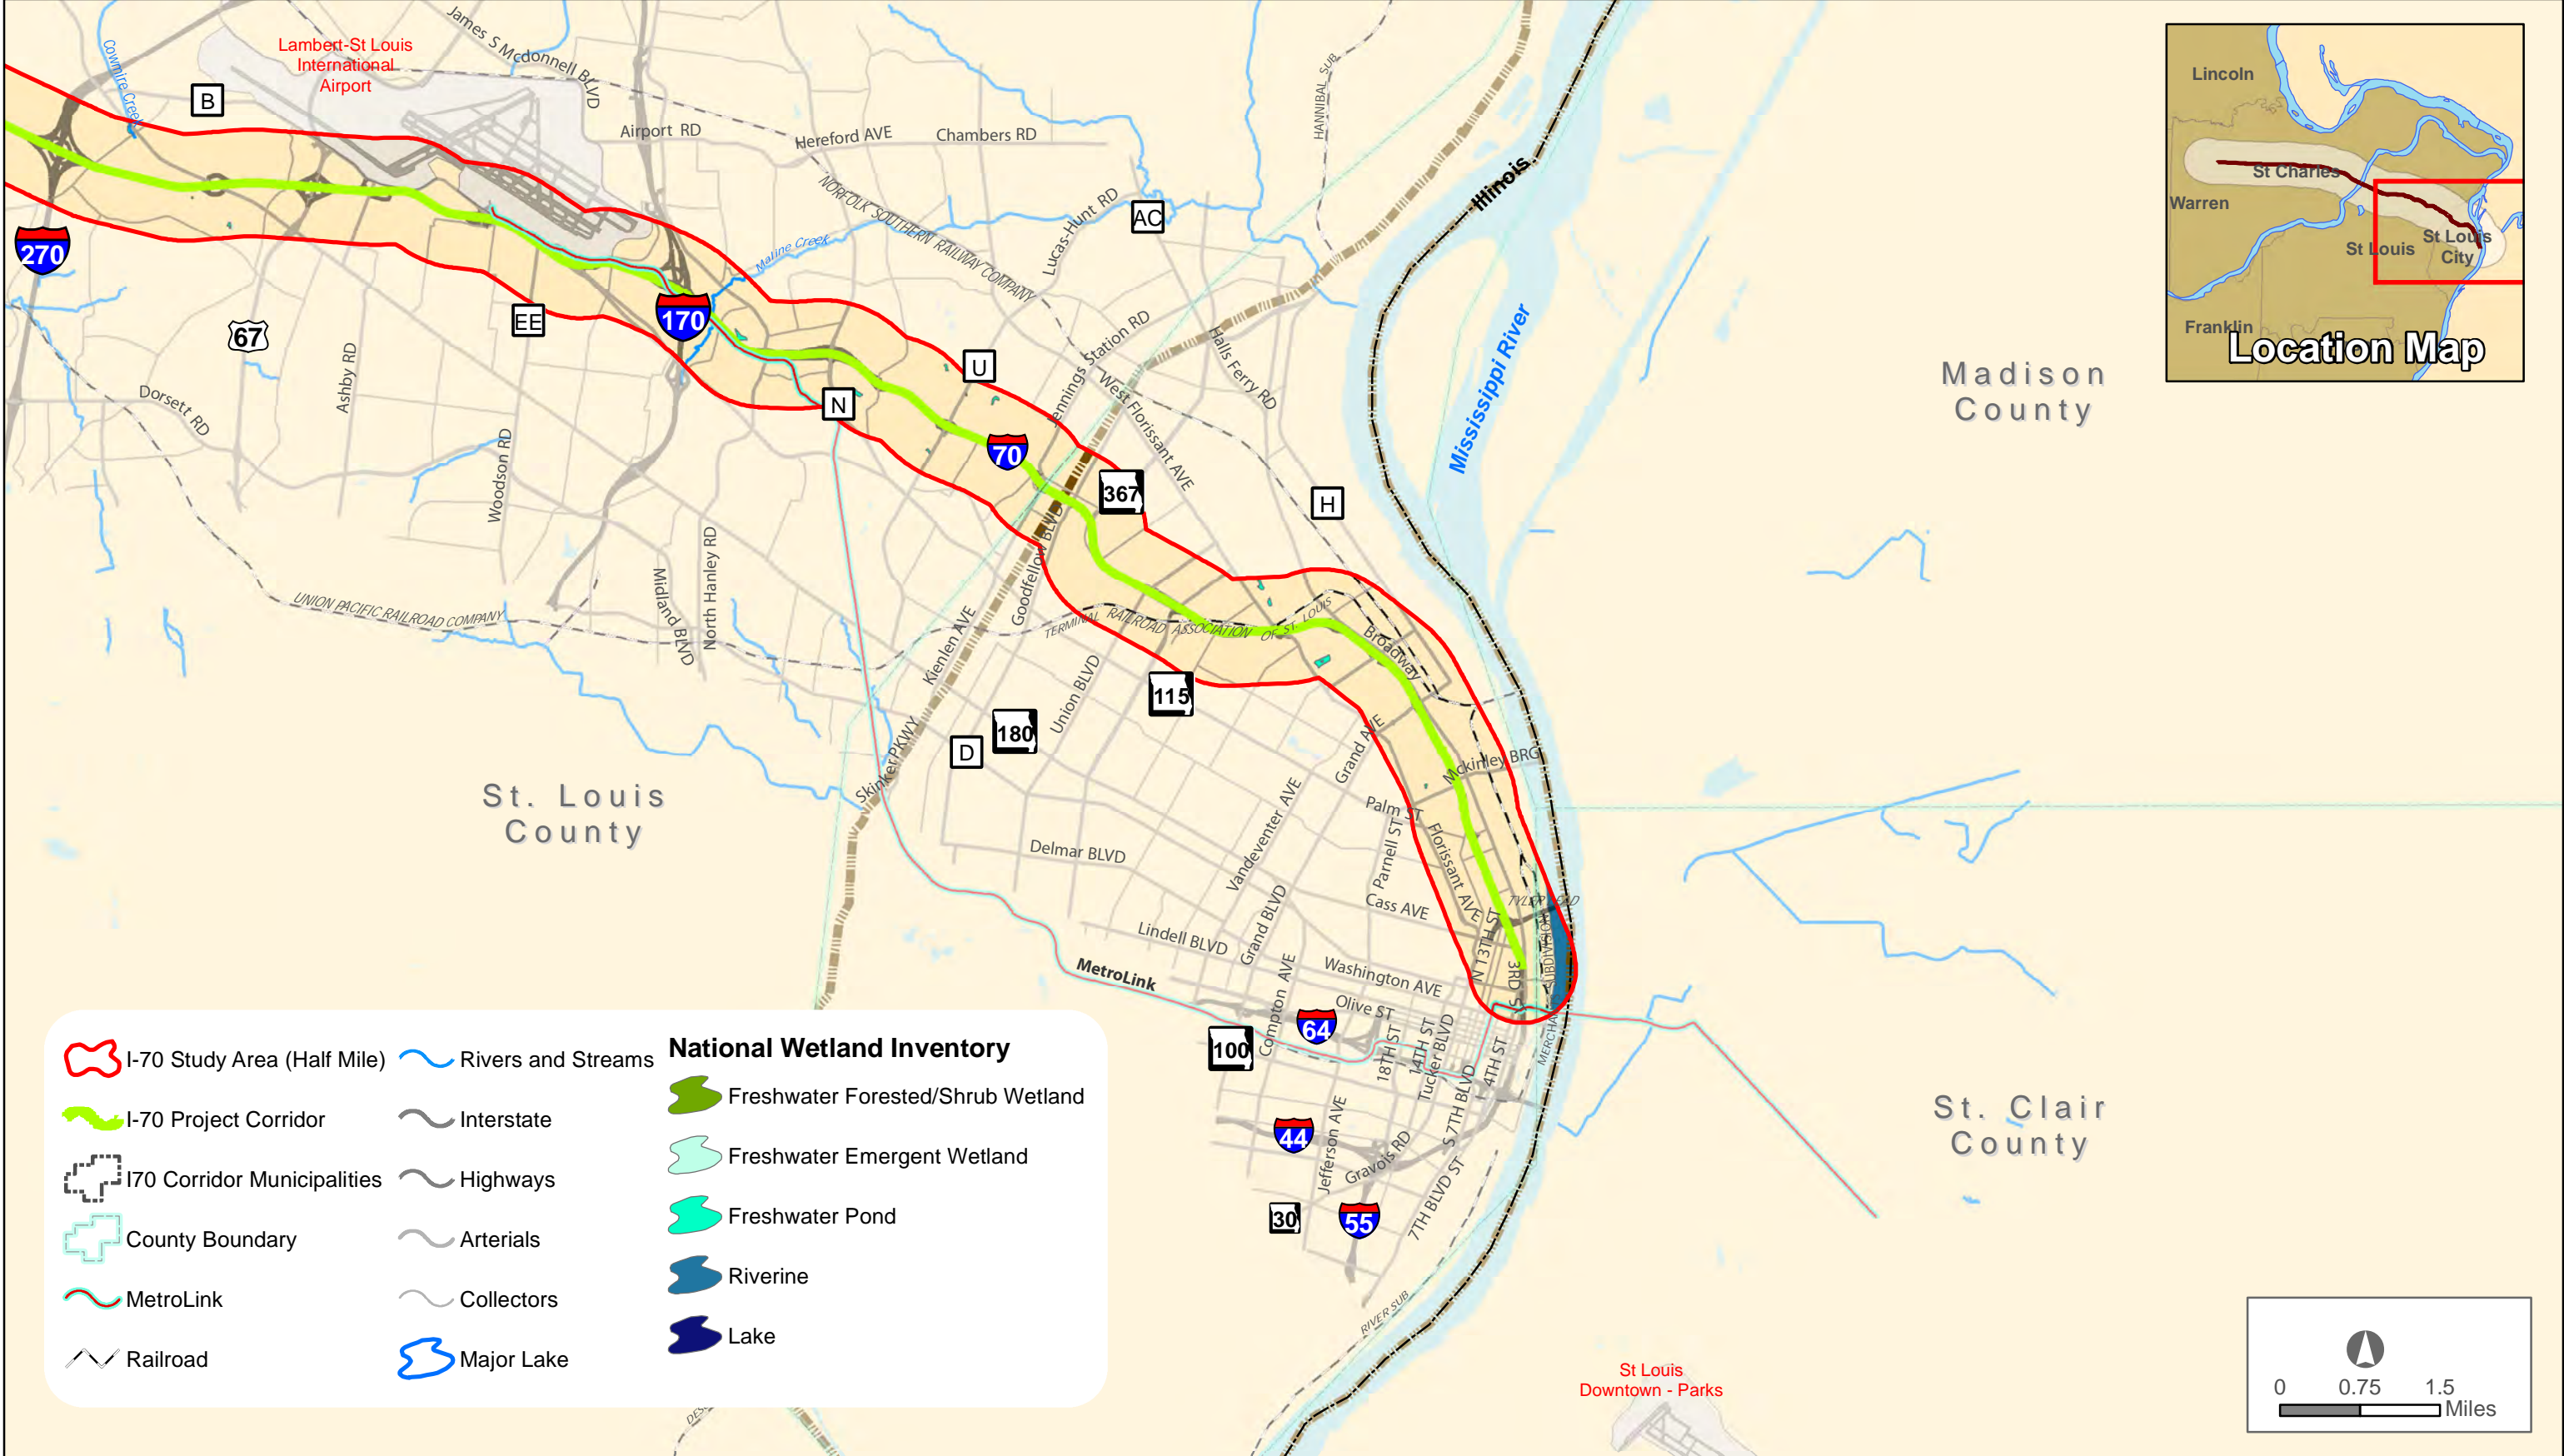 Lambert-St Louis
International
Airport
James S Mcdonnell BLVD
Cowmire Creek
B
Airport RD
Hereford AVE
Chambers RD
HANNIBAL SUB
NORFOLK SOUTHERN RAILWAY COMPANY
Lucas-Hunt RD
AC
Maline Creek
Illinois
Mississippi River
270
67
EE
170
U
N
70
367
H
Ashby RD
Dorsett RD
Woodson RD
Jennings Station RD
Halls Ferry RD
West Florissant AVE
Goodfellow BLVD
Midland BLVD
North Hanley RD
UNION PACIFIC RAILROAD COMPANY
Kienlen AVE
TERMINAL RAILROAD ASSOCIATION OF ST. LOUIS
Broadway
Union BLVD
115
180
D
Skinker PKWY
Grand AVE
Mckinley BRG
Palm ST
Parnell ST
Florissant AVE
Vandeventer AVE
Delmar BLVD
Cass AVE
Grand BLVD
Lindell BLVD
N 13TH ST
3RD ST
Washington AVE
MetroLink
Compton AVE
Olive ST
64
100
18TH ST
14TH ST
Tucker BLVD
4TH ST
S 7TH BLVD
44
Jefferson AVE
Gravois RD
30
55
7TH BLVD ST
RIVER SUB
St. Louis
County
Madison
County
St. Clair
County
St Louis
Downtown - Parks
Lincoln
St Charles
Warren
St Louis
St Louis
City
Franklin
Location Map
I-70 Study Area (Half Mile)
I-70 Project Corridor
I70 Corridor Municipalities
County Boundary
MetroLink
Railroad
Rivers and Streams
Interstate
Highways
Arterials
Collectors
Major Lake
National Wetland Inventory
Freshwater Forested/Shrub Wetland
Freshwater Emergent Wetland
Freshwater Pond
Riverine
Lake
0 0.75 1.5
Miles